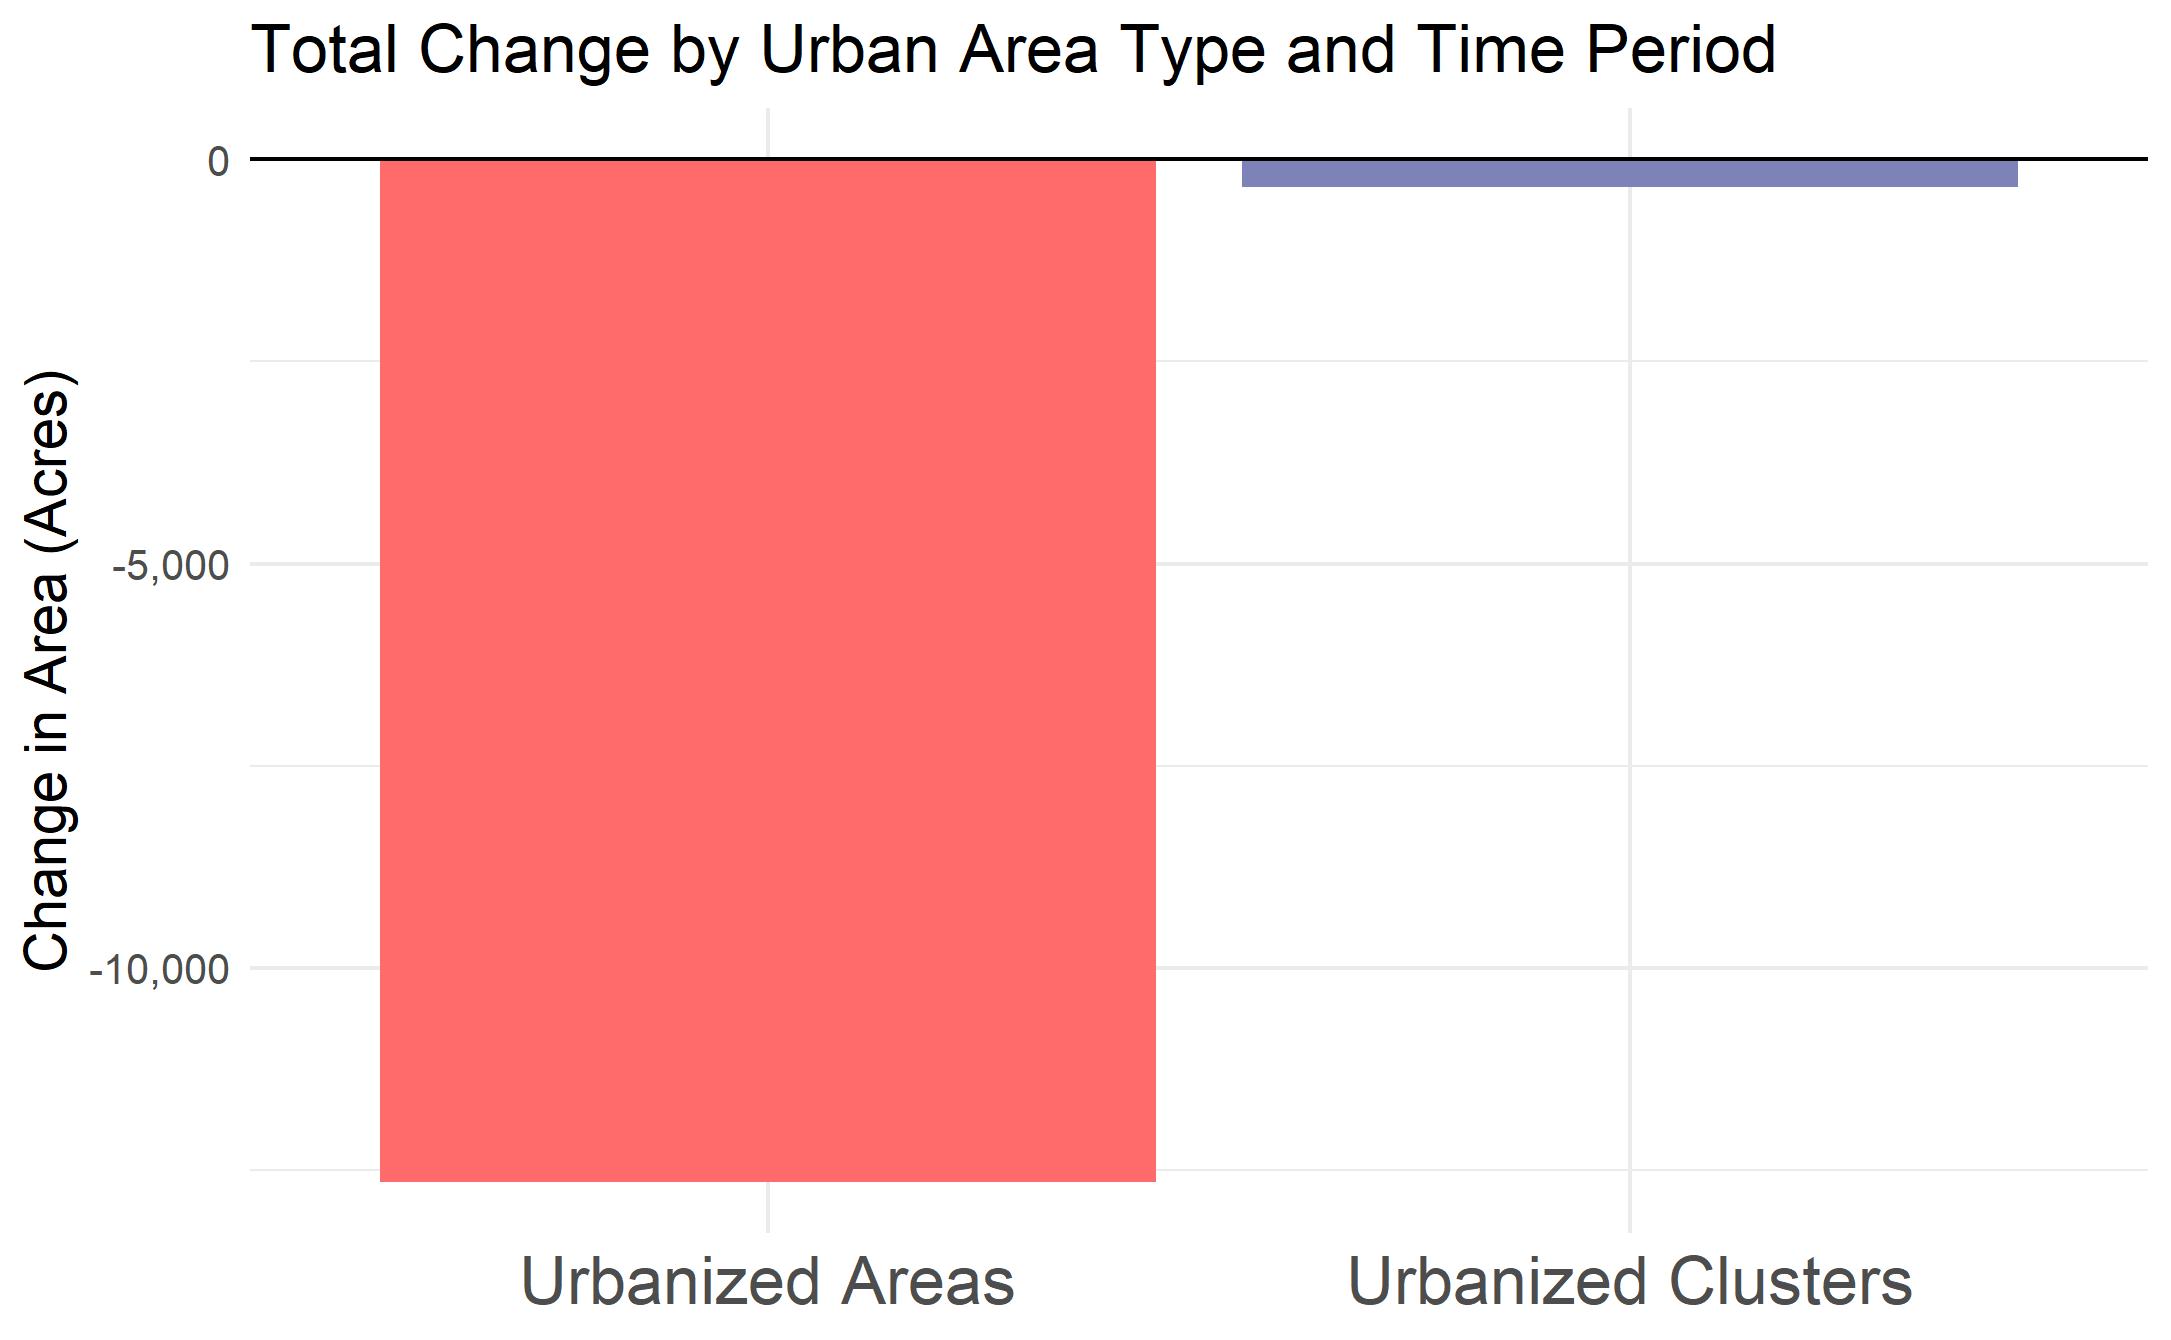 Total Change by Urban Area Type and Time Period
Change in Area (Acres)
0
-5,000
-10,000
Urbanized Areas
Urbanized Clusters